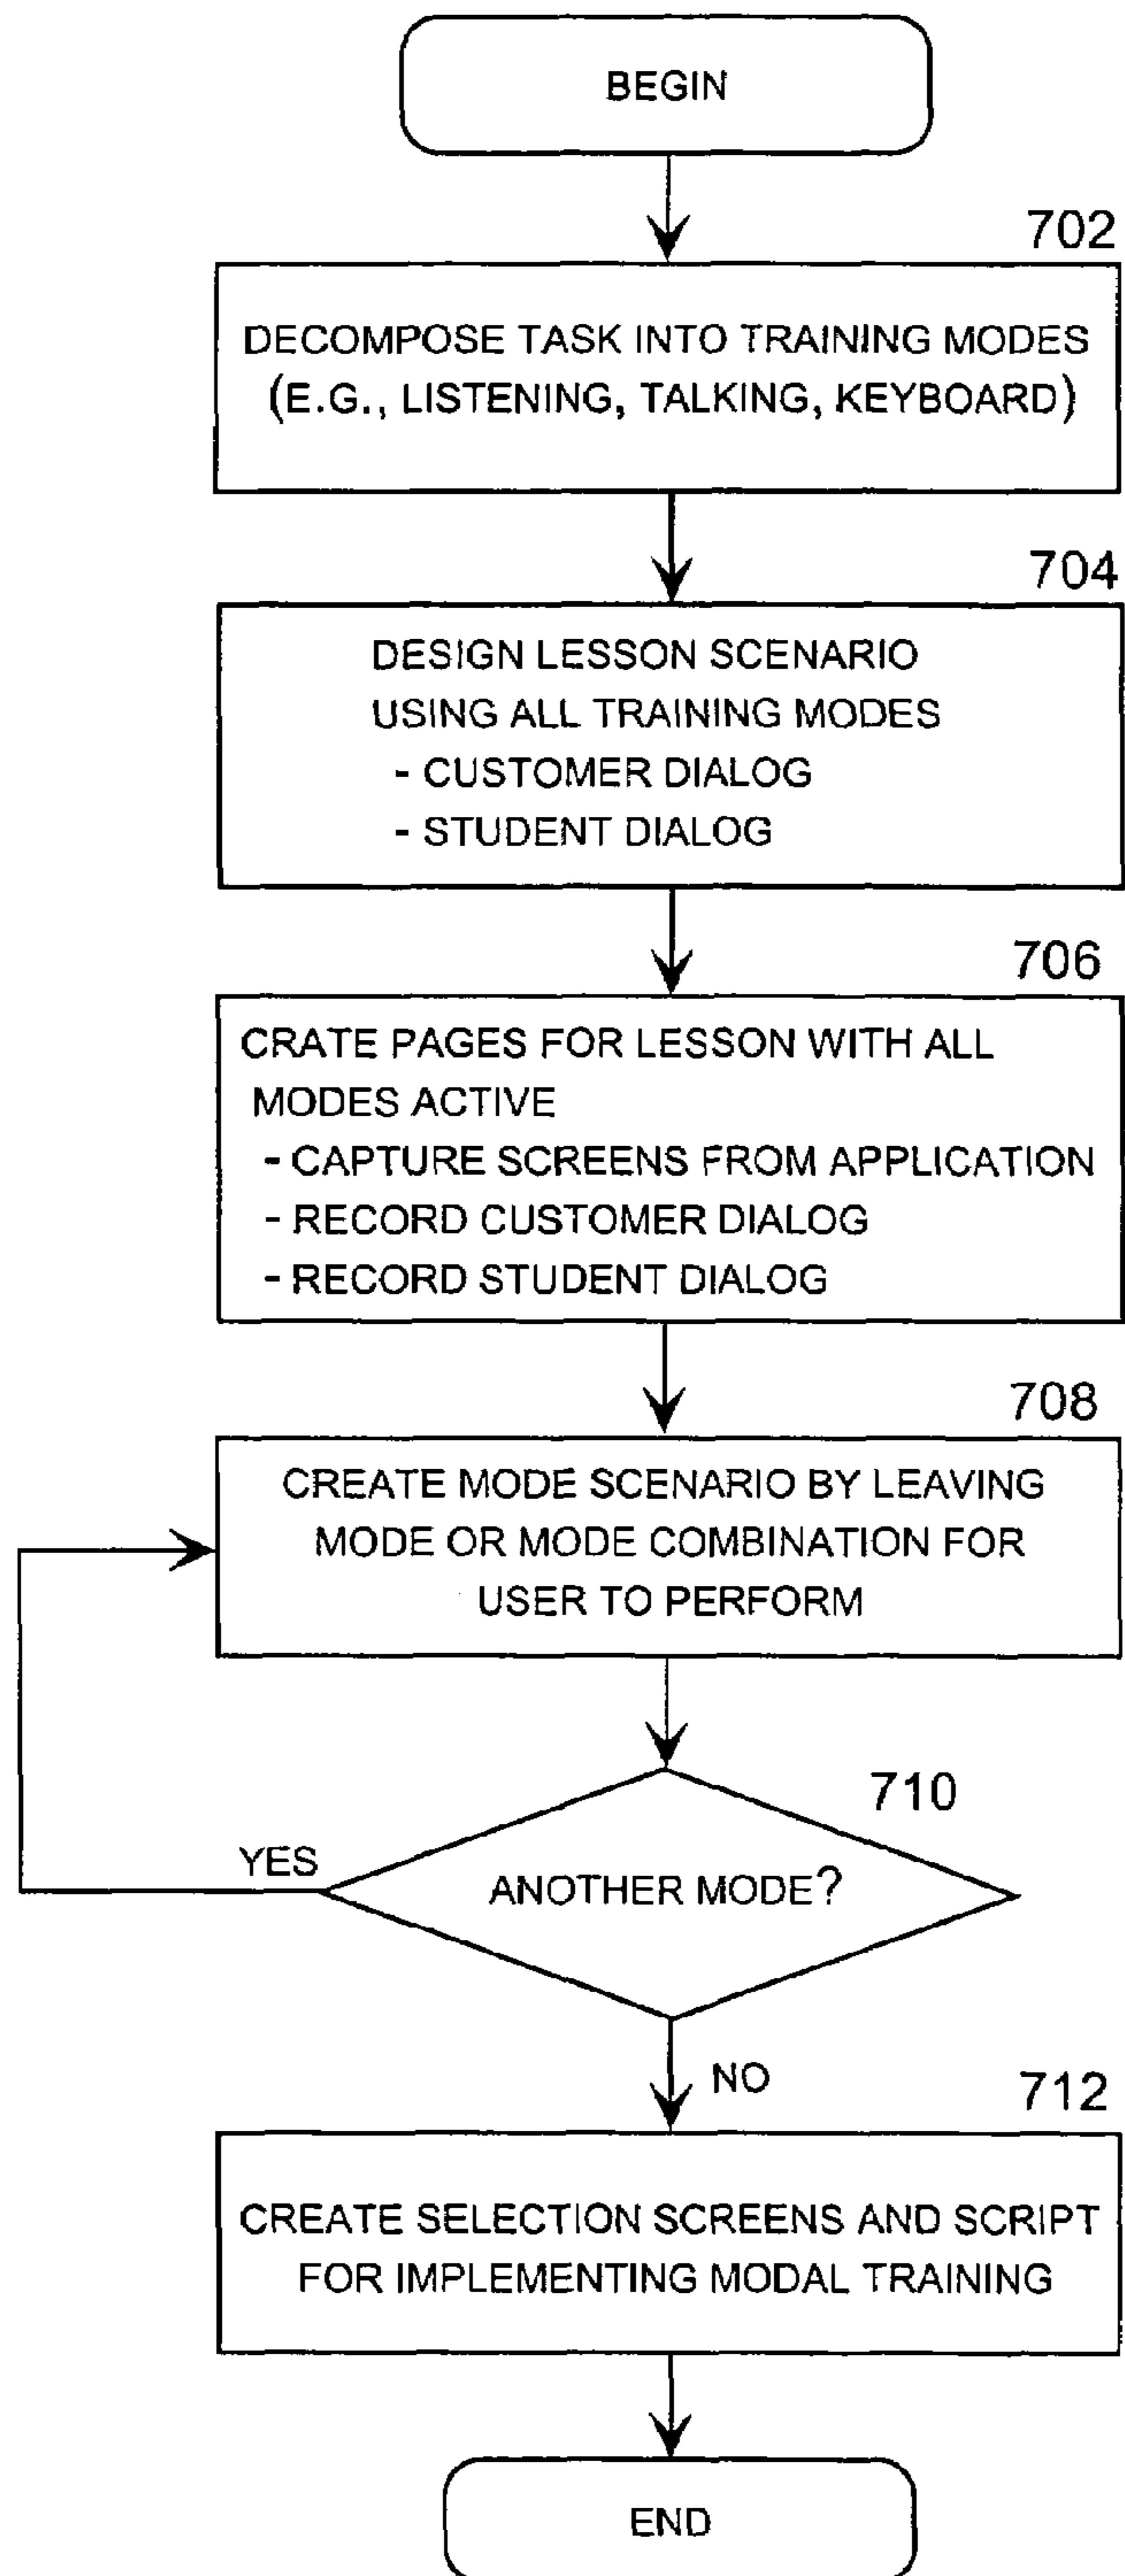 BEGIN
702
DECOMPOSE TASK INTO TRAINING MODES
(E.G., LISTENING, TALKING, KEYBOARD)
704
DESIGN LESSON SCENARIO
USING ALL TRAINING MODES
- CUSTOMER DIALOG
- STUDENT DIALOG
706
CRATE PAGES FOR LESSON WITH ALL
MODES ACTIVE
- CAPTURE SCREENS FROM APPLICATION
- RECORD CUSTOMER DIALOG
- RECORD STUDENT DIALOG
708
CREATE MODE SCENARIO BY LEAVING
MODE OR MODE COMBINATION FOR
USER TO PERFORM
710
YES
ANOTHER MODE?
NO
712
CREATE SELECTION SCREENS AND SCRIPT
FOR IMPLEMENTING MODAL TRAINING
END